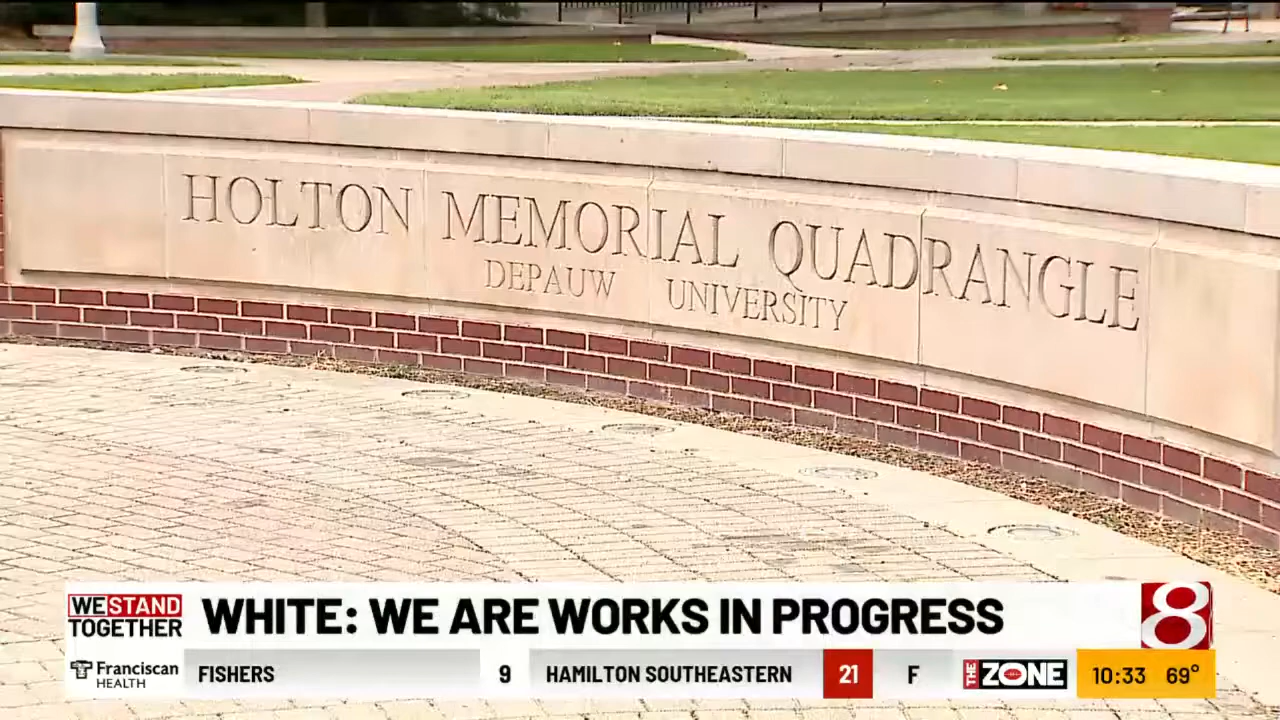 HOLTON MEMORIAL QUADRANGLE
DEPAUW UNIVERSITY
WE STAND TOGETHER
WHITE: WE ARE WORKS IN PROGRESS
8
Franciscan HEALTH
FISHERS 9 HAMILTON SOUTHEASTERN 21 F
THE ZONE
10:33 69°